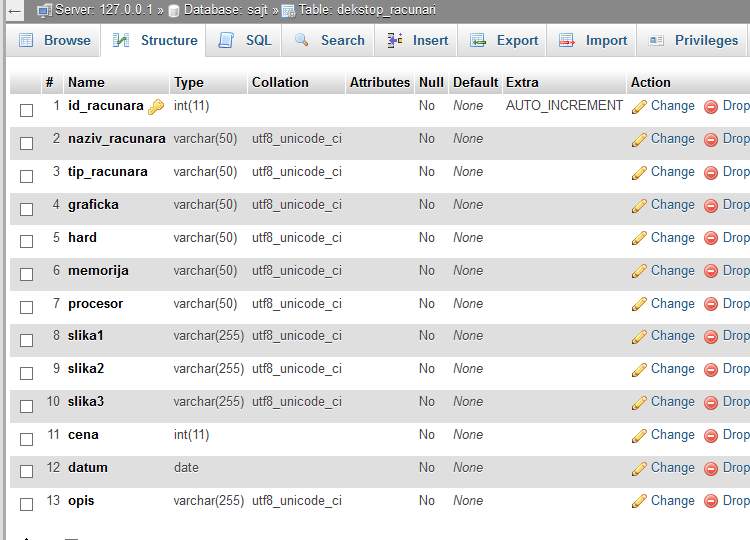 ← Server: 127.0.0.1 » Database: sajt » Table: dekstop_racunari
Browse Structure SQL Search Insert Export Import Privileges
# Name Type Collation Attributes Null Default Extra Action
1 id_racunara int(11) No None AUTO_INCREMENT Change Drop
2 naziv_racunara varchar(50) utf8_unicode_ci No None Change Drop
3 tip_racunara varchar(50) utf8_unicode_ci No None Change Drop
4 graficka varchar(50) utf8_unicode_ci No None Change Drop
5 hard varchar(50) utf8_unicode_ci No None Change Drop
6 memorija varchar(50) utf8_unicode_ci No None Change Drop
7 procesor varchar(50) utf8_unicode_ci No None Change Drop
8 slika1 varchar(255) utf8_unicode_ci No None Change Drop
9 slika2 varchar(255) utf8_unicode_ci No None Change Drop
10 slika3 varchar(255) utf8_unicode_ci No None Change Drop
11 cena int(11) No None Change Drop
12 datum date No None Change Drop
13 opis varchar(255) utf8_unicode_ci No None Change Drop